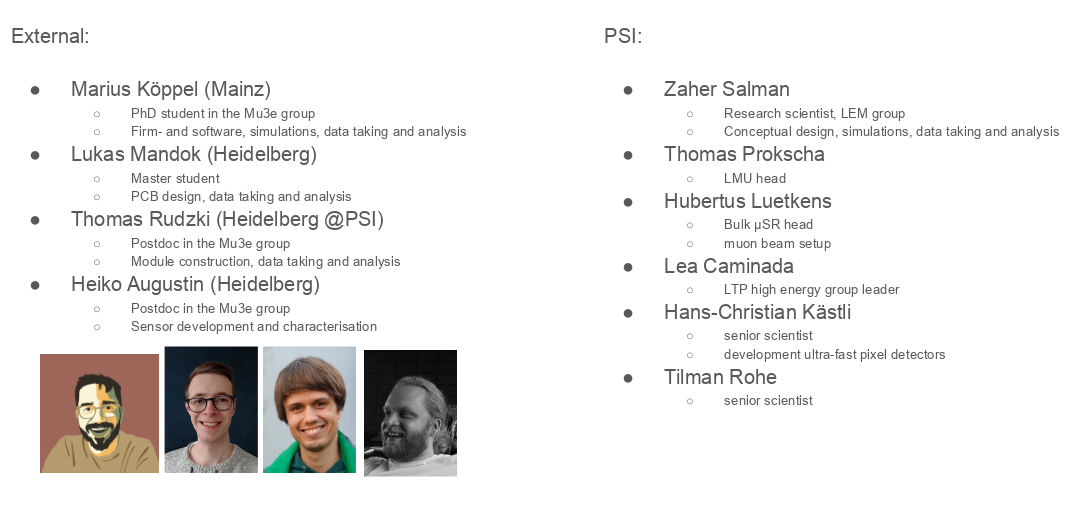 External:
Marius Köppel (Mainz)
PhD student in the Mu3e group
Firm- and software, simulations, data taking and analysis
Lukas Mandok (Heidelberg)
Master student
PCB design, data taking and analysis
Thomas Rudzki (Heidelberg @PSI)
Postdoc in the Mu3e group
Module construction, data taking and analysis
Heiko Augustin (Heidelberg)
Postdoc in the Mu3e group
Sensor development and characterisation
PSI:
Zaher Salman
Research scientist, LEM group
Conceptual design, simulations, data taking and analysis
Thomas Prokscha
LMU head
Hubertus Luetkens
Bulk μSR head
muon beam setup
Lea Caminada
LTP high energy group leader
Hans-Christian Kästli
senior scientist
development ultra-fast pixel detectors
Tilman Rohe
senior scientist